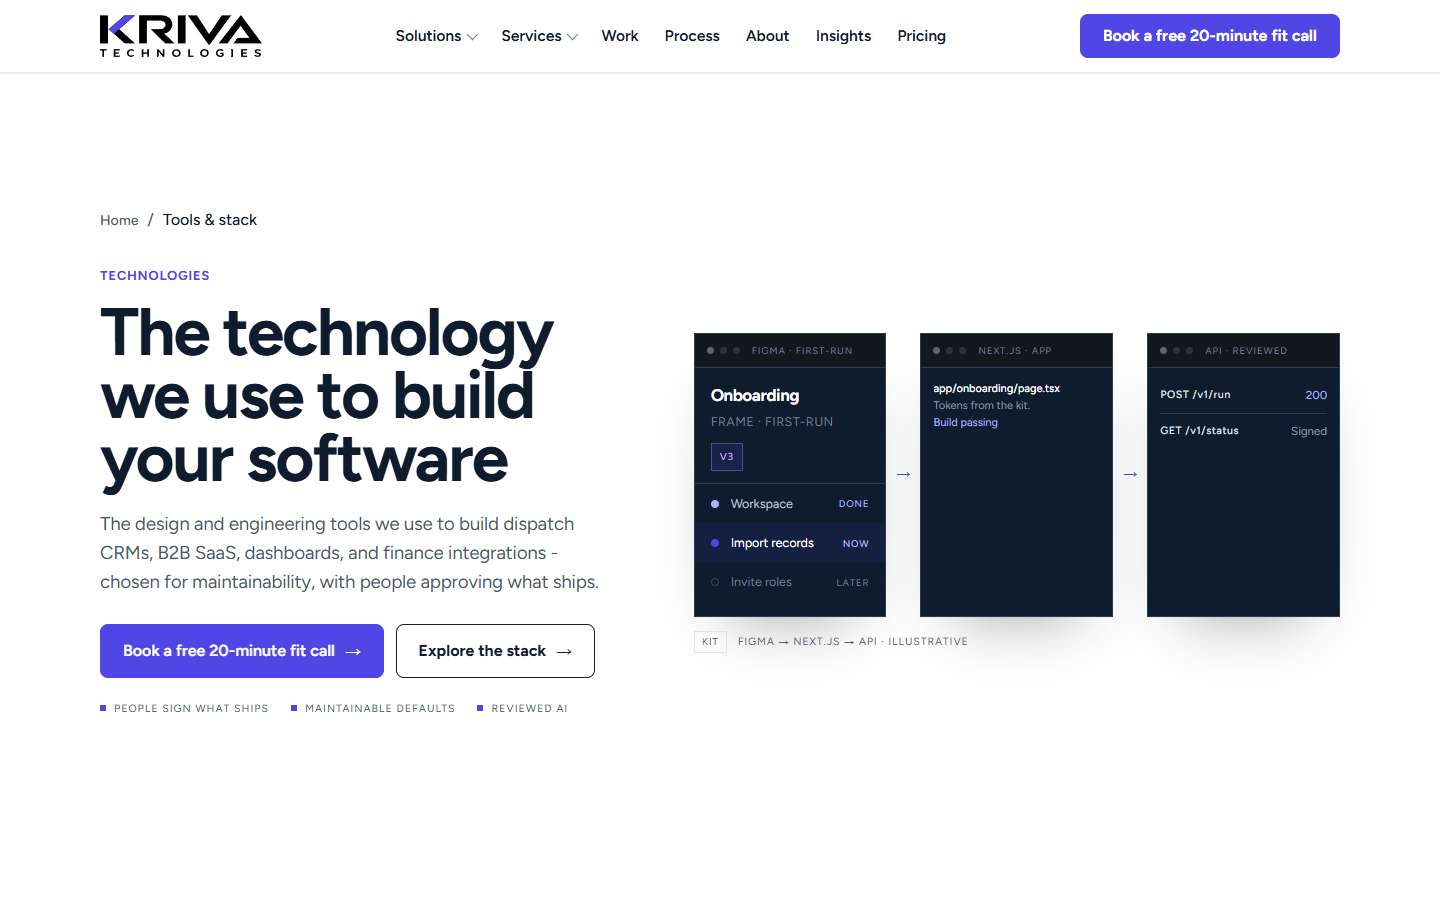 KRIVA
TECHNOLOGIES
Solutions
Services
Work
Process
About
Insights
Pricing
Book a free 20-minute fit call
Home / Tools & stack
TECHNOLOGIES
The technology
we use to build
your software
The design and engineering tools we use to build dispatch
CRMs, B2B SaaS, dashboards, and finance integrations -
chosen for maintainability, with people approving what ships.
Book a free 20-minute fit call →
Explore the stack →
PEOPLE SIGN WHAT SHIPS
MAINTAINABLE DEFAULTS
REVIEWED AI
FIGMA · FIRST-RUN
Onboarding
FRAME · FIRST-RUN
V3
Workspace DONE
Import records NOW
Invite roles LATER
→
NEXT.JS · APP
app/onboarding/page.tsx
Tokens from the kit.
Build passing
→
API · REVIEWED
POST /v1/run 200
GET /v1/status Signed
KIT FIGMA → NEXT.JS → API · ILLUSTRATIVE